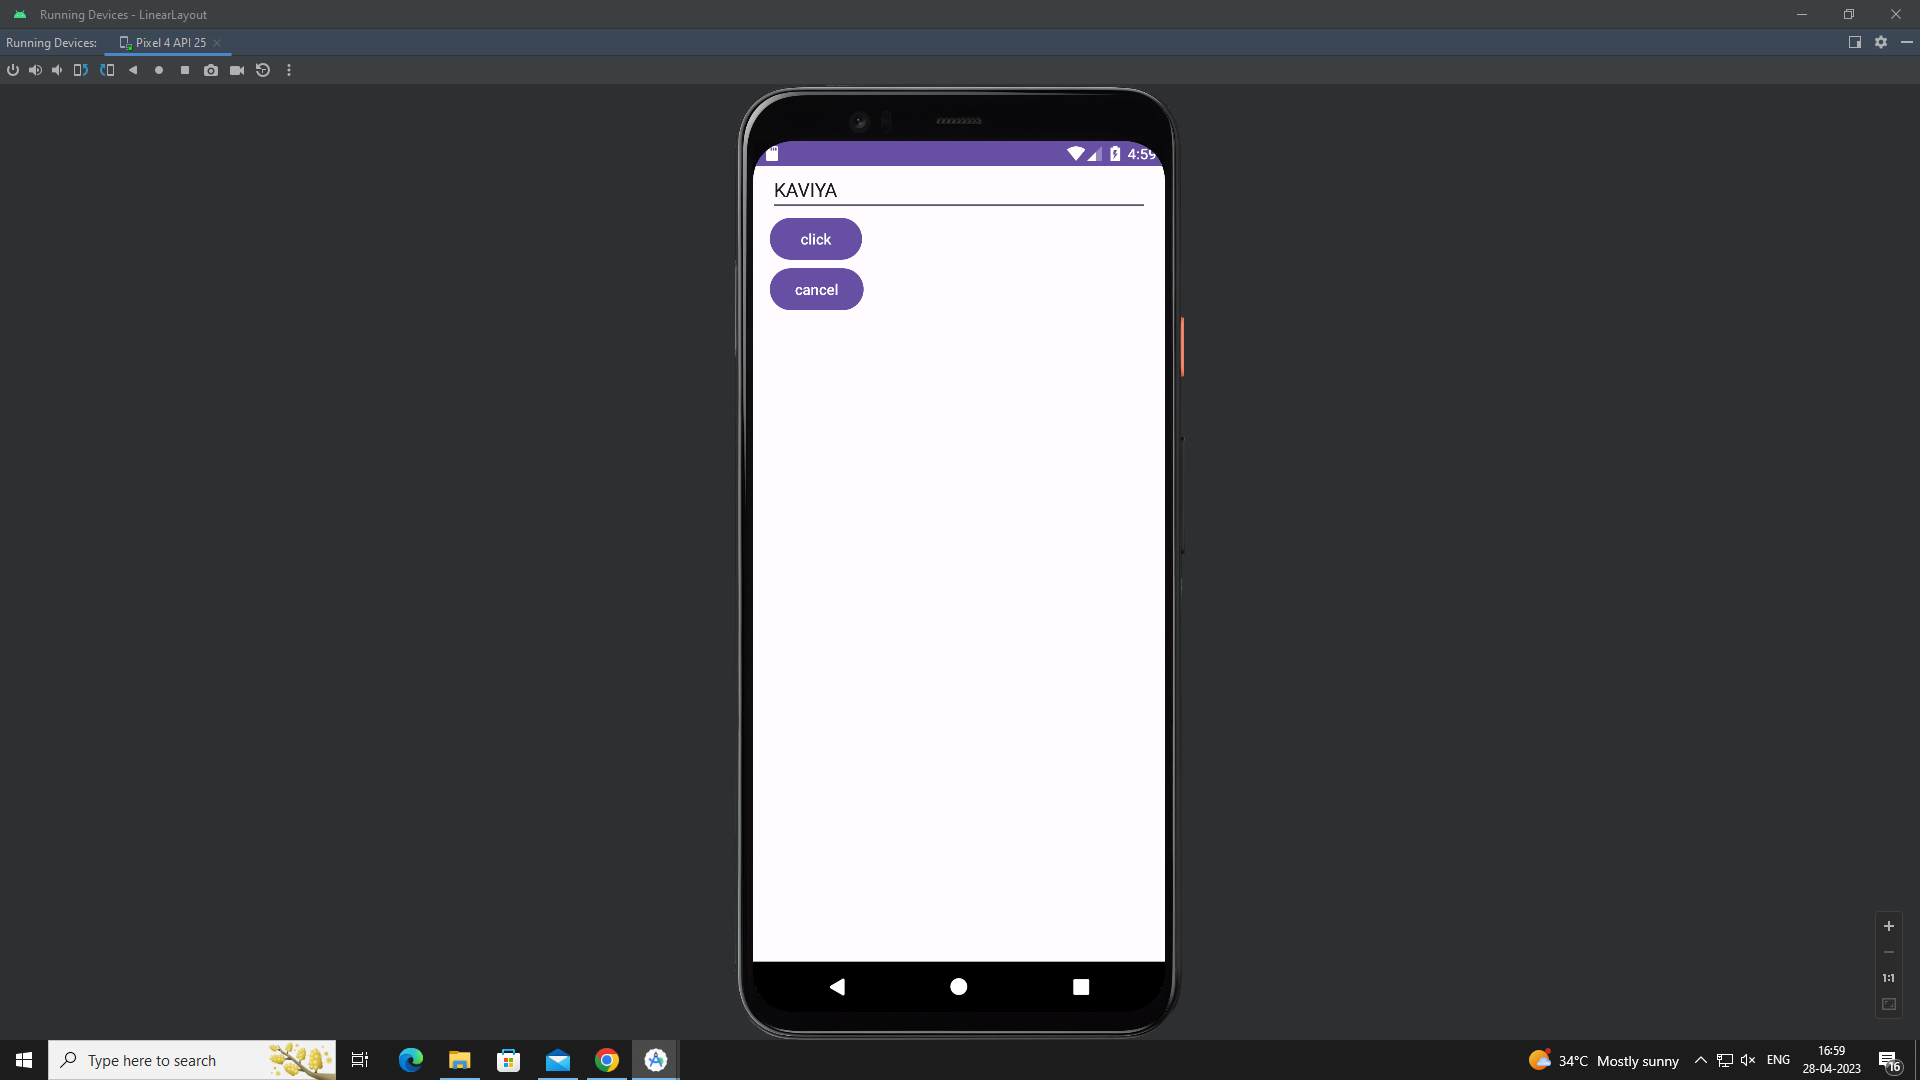 Running Devices - LinearLayout
Running Devices: Pixel 4 API 25
4:59
KAVIYA
click
cancel
1:1
Type here to search
34°C Mostly sunny
ENG
16:59
28-04-2023
16